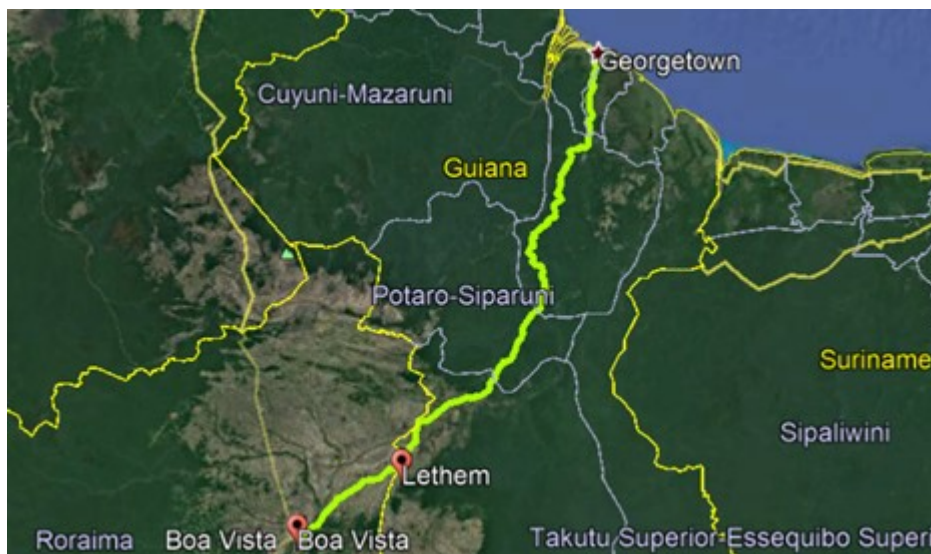 Georgetown
Cuyuni-Mazaruni
Guiana
Potaro-Siparuni
Suriname
Sipaliwini
Lethem
Roraima
Boa Vista
Boa Vista
Takutu Superior-Essequibo Superi